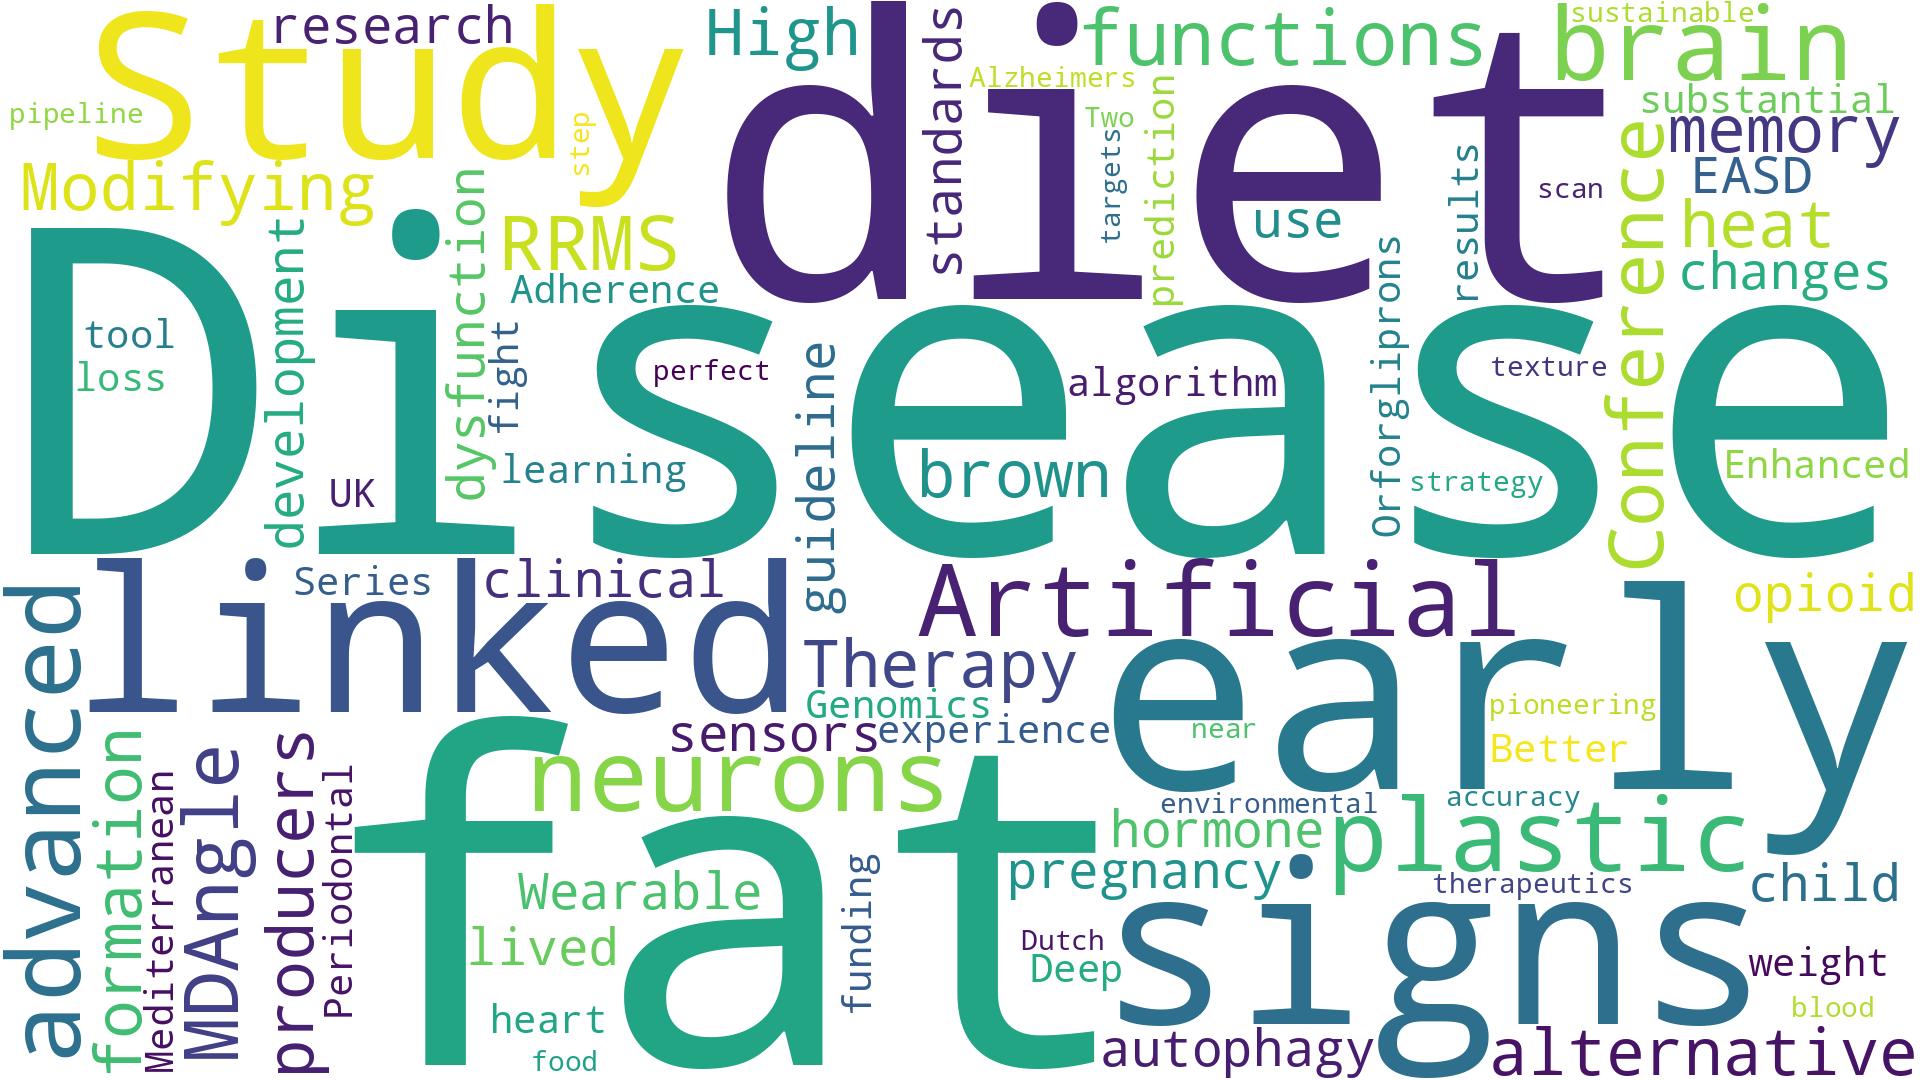 Study
research
High
diet
standards
functions
brain
sustainable
Alzheimers
pipeline
step
Two
targets
prediction
substantial
memory
Modifying
results
scan
EASD
Conference
dysfunction
RRMS
use
heat
development
Adherence
Orforgliprons
changes
Disease
tool
loss
fight
perfect
algorithm
texture
guideline
learning
brown
strategy
Enhanced
UK
linked
Series
clinical
Artificial
early
opioid
advanced
Therapy
Genomics
sensors
experience
near
pioneering
Better
formation
Mediterranean
MDAngle
producers
Periodontal
fat
neurons
environmental
accuracy
hormone
plastic
Wearable
funding
pregnancy
therapeutics
child
lived
Dutch
Deep
signs
weight
heart
blood
food
autophagy
alternative